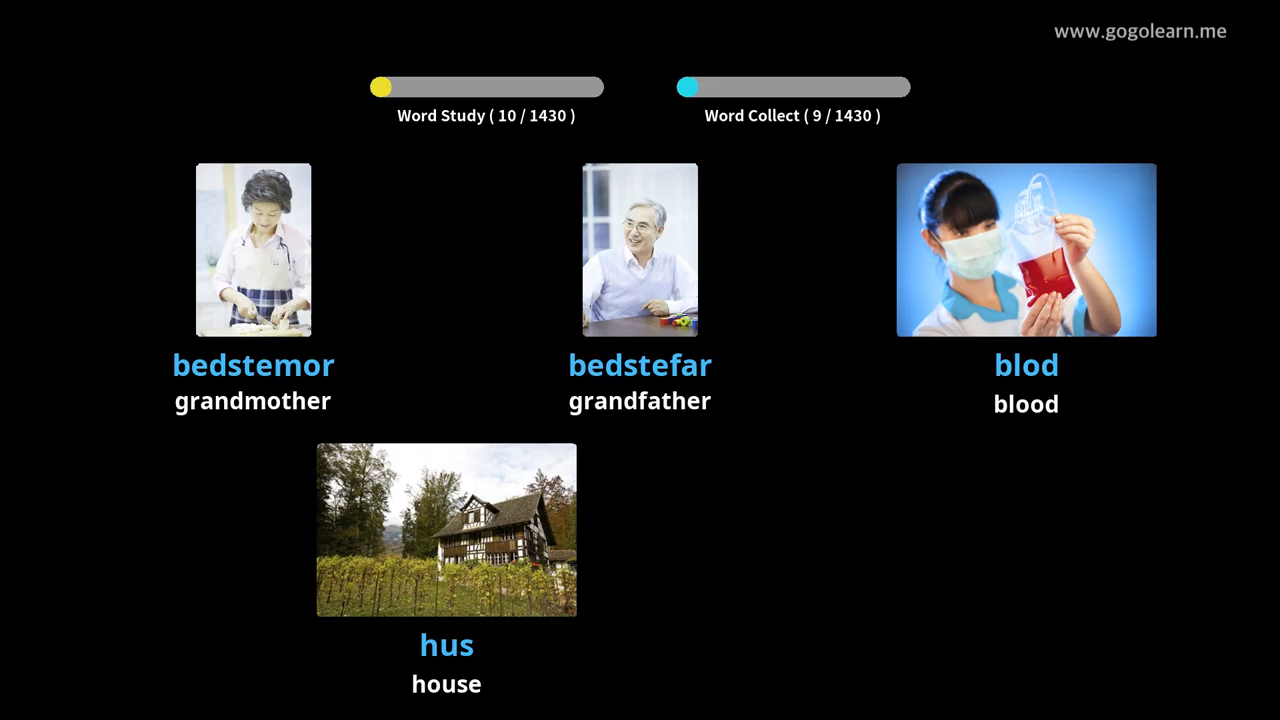 www.gogolearn.me
Word Study ( 10 / 1430 )
Word Collect ( 9 / 1430 )
bedstemor
grandmother
bedstefar
grandfather
blod
blood
hus
house